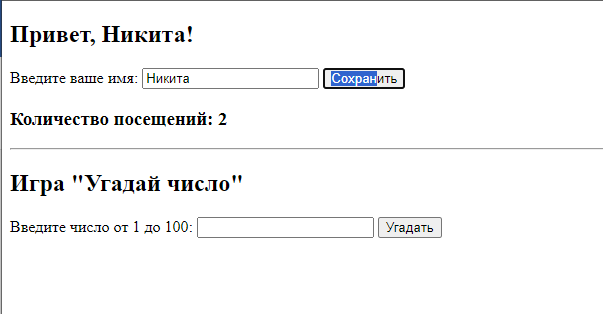 Привет, Никита!
Введите ваше имя: Никита Сохранить
Количество посещений: 2
Игра "Угадай число"
Введите число от 1 до 100: Угадать